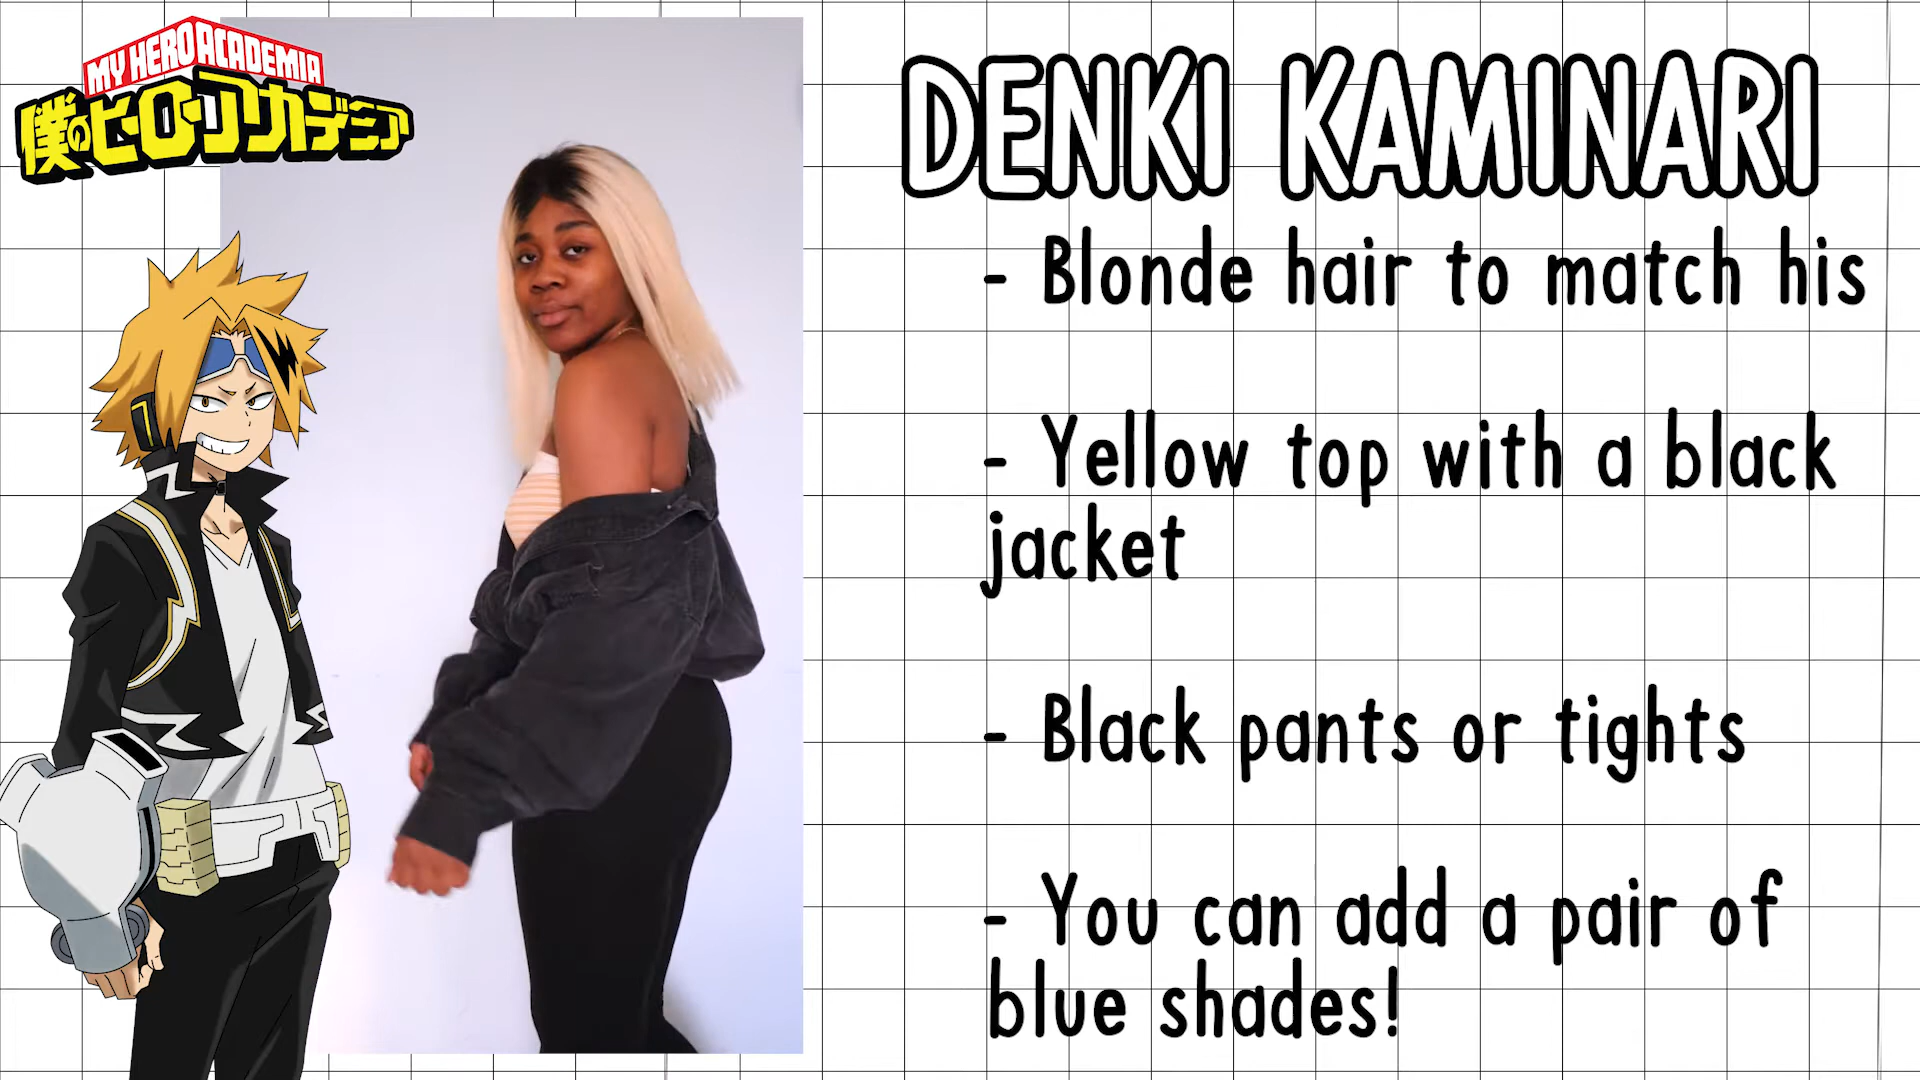 MY HERO ACADEMIA
僕のヒーローアカデミア
DENKI KAMINARI
- Blonde hair to match his
- Yellow top with a black
jacket
- Black pants or tights
- You can add a pair of
blue shades!